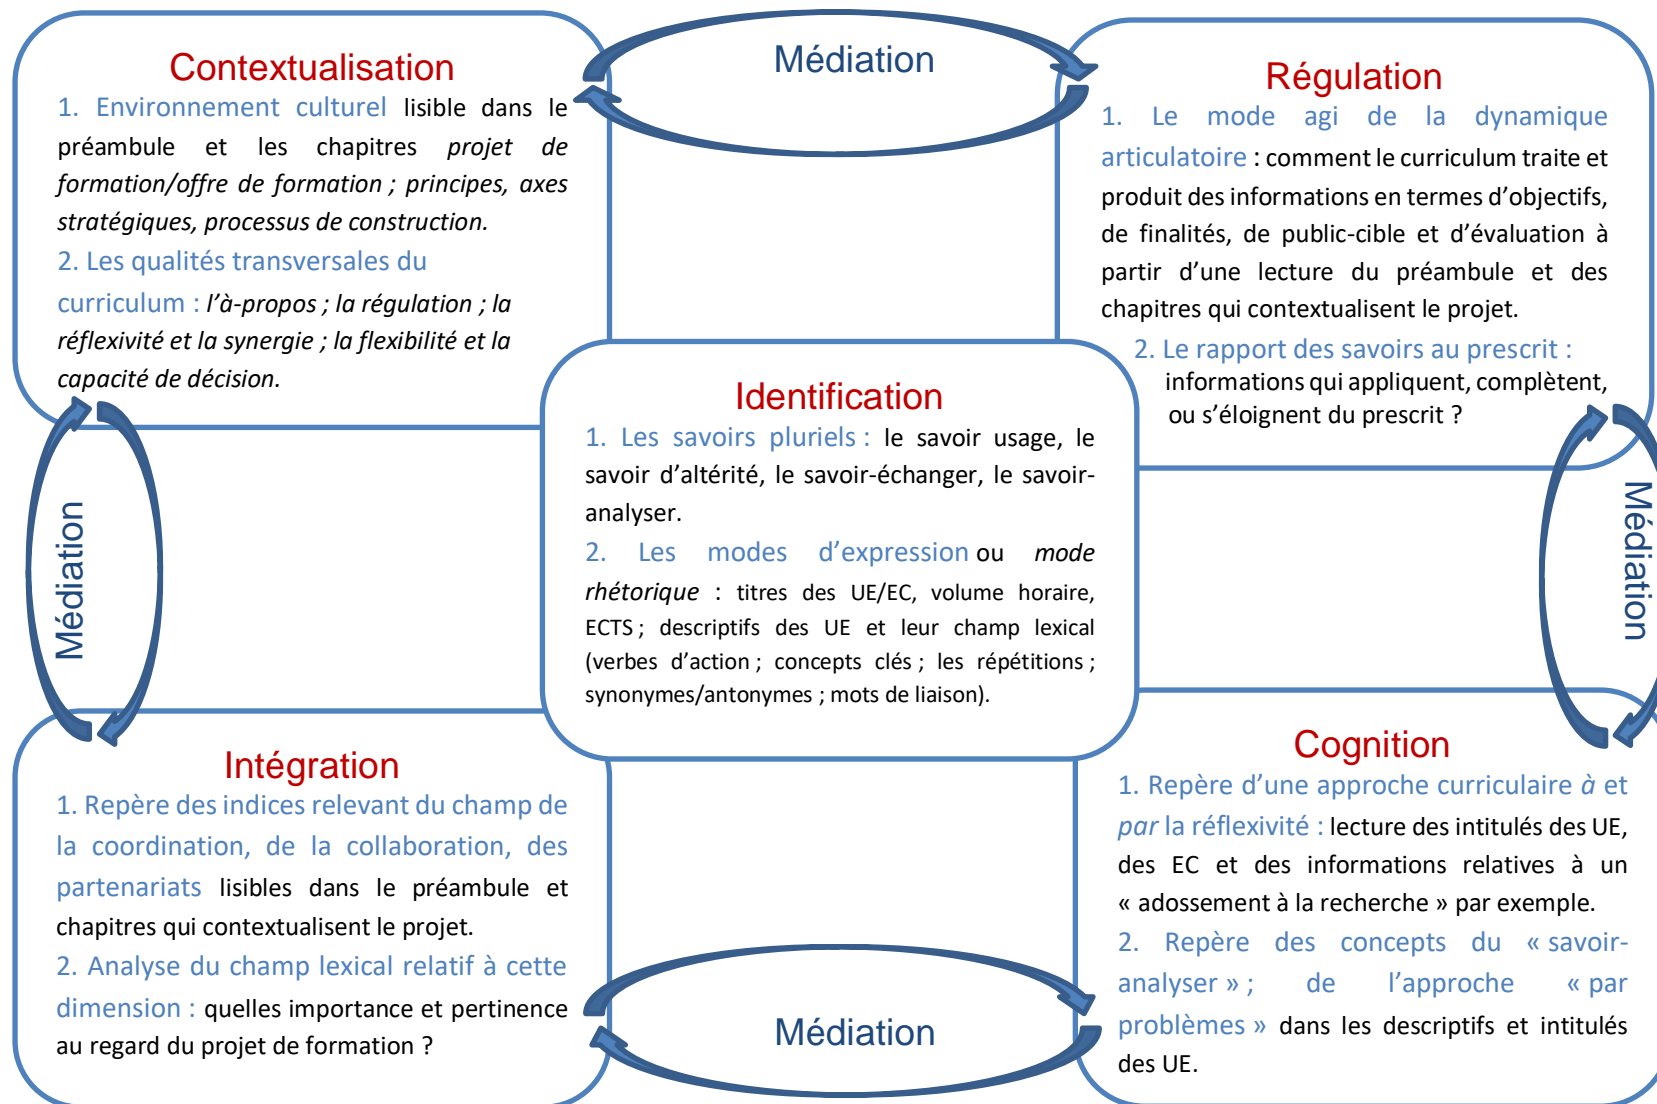 Contextualisation
1. Environnement culturel lisible dans le
préambule et les chapitres projet de
formation/offre de formation ; principes, axes
stratégiques, processus de construction.
2. Les qualités transversales du
curriculum : l’à-propos ; la régulation ; la
réflexivité et la synergie ; la flexibilité et la
capacité de décision.
Médiation
Régulation
1. Le mode agi de la dynamique
articulatoire : comment le curriculum traite et
produit des informations en termes d’objectifs,
de finalités, de public-cible et d’évaluation à
partir d’une lecture du préambule et des
chapitres qui contextualisent le projet.
2. Le rapport des savoirs au prescrit :
informations qui appliquent, complètent,
ou s’éloignent du prescrit ?
Médiation
Identification
1. Les savoirs pluriels : le savoir usage, le
savoir d’altérité, le savoir-échanger, le savoir-
analyser.
2. Les modes d’expression ou mode
rhétorique : titres des UE/EC, volume horaire,
ECTS ; descriptifs des UE et leur champ lexical
(verbes d’action ; concepts clés ; les répétitions ;
synonymes/antonymes ; mots de liaison).
Médiation
Intégration
1. Repère des indices relevant du champ de
la coordination, de la collaboration, des
partenariats lisibles dans le préambule et
chapitres qui contextualisent le projet.
2. Analyse du champ lexical relatif à cette
dimension : quelles importance et pertinence
au regard du projet de formation ?
Médiation
Cognition
1. Repère d’une approche curriculaire à et
par la réflexivité : lecture des intitulés des UE,
des EC et des informations relatives à un
« adossement à la recherche » par exemple.
2. Repère des concepts du « savoir-
analyser » ; de l’approche « par
problèmes » dans les descriptifs et intitulés
des UE.